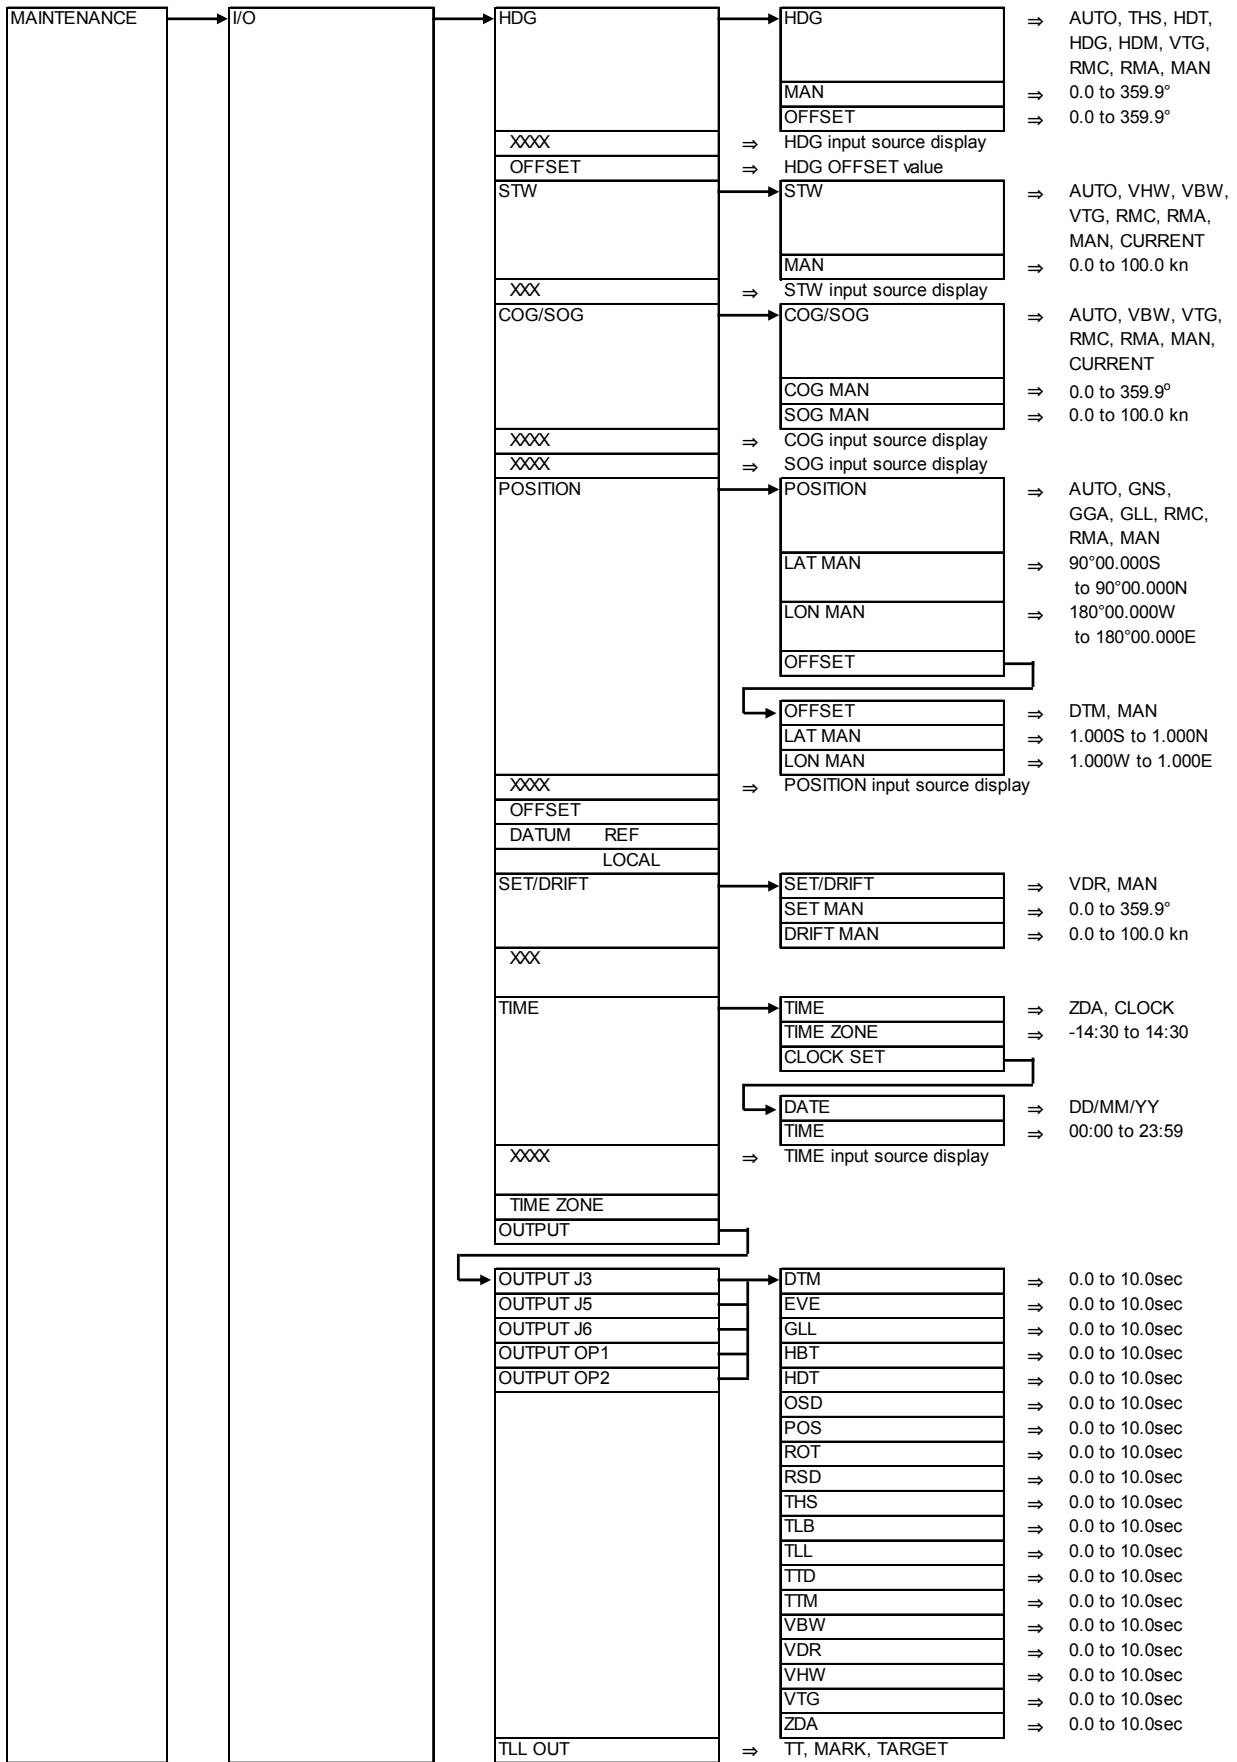 MAINTENANCE I/O HDG HDG ⇒ AUTO, THS, HDT,
HDG, HDM, VTG,
RMC, RMA, MAN
MAN ⇒ 0.0 to 359.9°
OFFSET ⇒ 0.0 to 359.9°
XXXX ⇒ HDG input source display
OFFSET ⇒ HDG OFFSET value
STW STW ⇒ AUTO, VHW, VBW,
VTG, RMC, RMA,
MAN, CURRENT
MAN ⇒ 0.0 to 100.0 kn
XXX ⇒ STW input source display
COG/SOG COG/SOG ⇒ AUTO, VBW, VTG,
RMC, RMA, MAN,
CURRENT
COG MAN ⇒ 0.0 to 359.9°
SOG MAN ⇒ 0.0 to 100.0 kn
XXXX ⇒ COG input source display
XXXX ⇒ SOG input source display
POSITION POSITION ⇒ AUTO, GNS,
GGA, GLL, RMC,
RMA, MAN
LAT MAN ⇒ 90°00.000S
to 90°00.000N
LON MAN ⇒ 180°00.000W
to 180°00.000E
OFFSET
OFFSET ⇒ DTM, MAN
LAT MAN ⇒ 1.000S to 1.000N
LON MAN ⇒ 1.000W to 1.000E
XXXX ⇒ POSITION input source display
OFFSET
DATUM REF
LOCAL
SET/DRIFT SET/DRIFT ⇒ VDR, MAN
SET MAN ⇒ 0.0 to 359.9°
DRIFT MAN ⇒ 0.0 to 100.0 kn
XXX
TIME TIME ⇒ ZDA, CLOCK
TIME ZONE ⇒ -14:30 to 14:30
CLOCK SET
DATE ⇒ DD/MM/YY
TIME ⇒ 00:00 to 23:59
XXXX ⇒ TIME input source display
TIME ZONE
OUTPUT
OUTPUT J3 DTM ⇒ 0.0 to 10.0sec
OUTPUT J5 EVE ⇒ 0.0 to 10.0sec
OUTPUT J6 GLL ⇒ 0.0 to 10.0sec
OUTPUT OP1 HBT ⇒ 0.0 to 10.0sec
OUTPUT OP2 HDT ⇒ 0.0 to 10.0sec
OSD ⇒ 0.0 to 10.0sec
POS ⇒ 0.0 to 10.0sec
ROT ⇒ 0.0 to 10.0sec
RSD ⇒ 0.0 to 10.0sec
THS ⇒ 0.0 to 10.0sec
TLB ⇒ 0.0 to 10.0sec
TLL ⇒ 0.0 to 10.0sec
TTD ⇒ 0.0 to 10.0sec
TTM ⇒ 0.0 to 10.0sec
VBW ⇒ 0.0 to 10.0sec
VDR ⇒ 0.0 to 10.0sec
VHW ⇒ 0.0 to 10.0sec
VTG ⇒ 0.0 to 10.0sec
ZDA ⇒ 0.0 to 10.0sec
TLL OUT ⇒ TT, MARK, TARGET